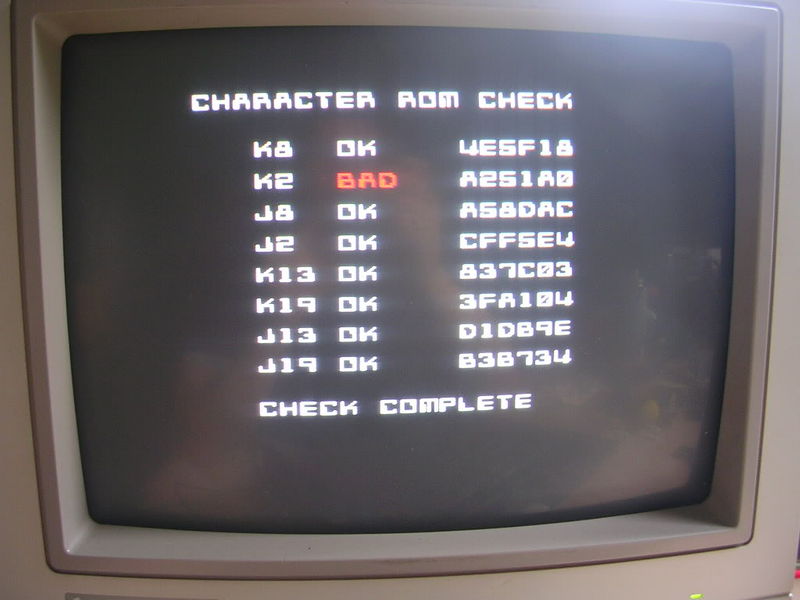 CHARACTER ROM CHECK
K8 OK 4E5F18
K2 BAD A251A0
J8 OK A58DAC
J2 OK CFF5E4
K13 OK 837C03
K19 OK 3FA104
J13 OK D1DB9E
J19 OK B3B734
CHECK COMPLETE